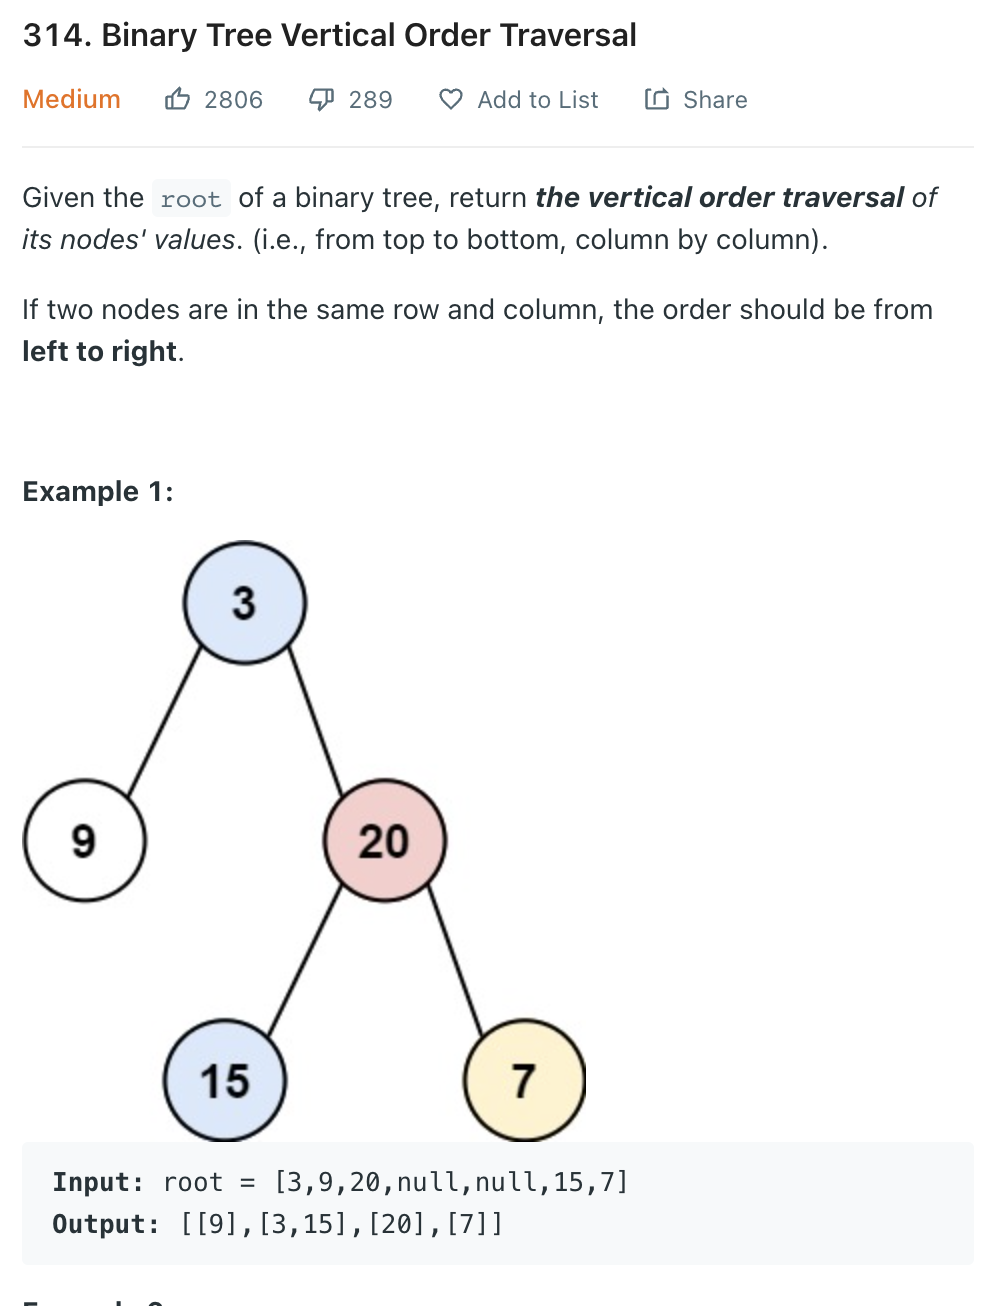 314. Binary Tree Vertical Order Traversal
Medium 2806 289 Add to List Share
Given the root of a binary tree, return the vertical order traversal of
its nodes' values. (i.e., from top to bottom, column by column).
If two nodes are in the same row and column, the order should be from
left to right.
Example 1:
3
9 20
15 7
Input: root = [3,9,20,null,null,15,7]
Output: [[9],[3,15],[20],[7]]